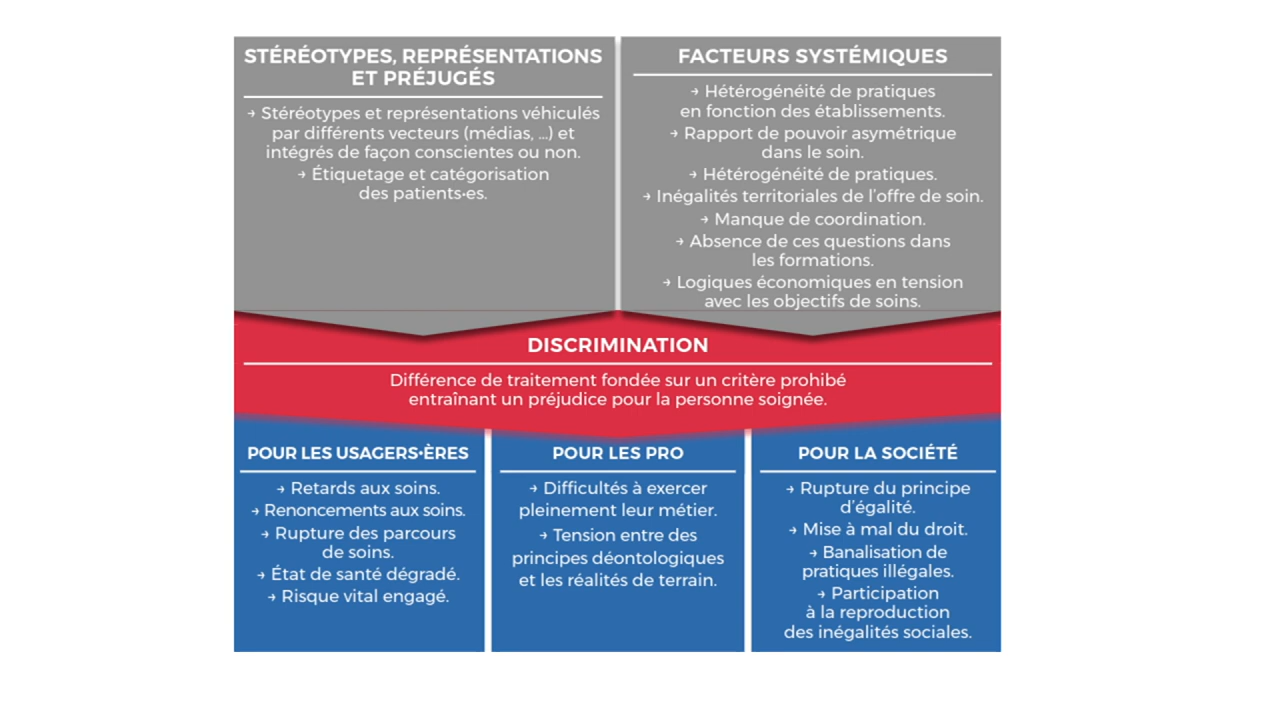 STÉRÉOTYPES, REPRÉSENTATIONS
ET PRÉJUGÉS
→ Stéréotypes et représentations véhiculés
par différents vecteurs (médias, ...) et
intégrés de façon conscientes ou non.
→ Étiquetage et catégorisation
des patients·es.
FACTEURS SYSTÉMIQUES
→ Hétérogénéité de pratiques
en fonction des établissements.
→ Rapport de pouvoir asymétrique
dans le soin.
→ Hétérogénéité de pratiques.
→ Inégalités territoriales de l'offre de soin.
→ Manque de coordination.
→ Absence de ces questions dans
les formations.
→ Logiques économiques en tension
avec les objectifs de soins.
DISCRIMINATION
Différence de traitement fondée sur un critère prohibé
entraînant un préjudice pour la personne soignée.
POUR LES USAGERS·ÈRES
→ Retards aux soins.
→ Renoncements aux soins.
→ Rupture des parcours
de soins.
→ État de santé dégradé.
→ Risque vital engagé.
POUR LES PRO
→ Difficultés à exercer
pleinement leur métier.
→ Tension entre des
principes déontologiques
et les réalités de terrain.
POUR LA SOCIÉTÉ
→ Rupture du principe
d'égalité.
→ Mise à mal du droit.
→ Banalisation de
pratiques illégales.
→ Participation
à la reproduction
des inégalités sociales.